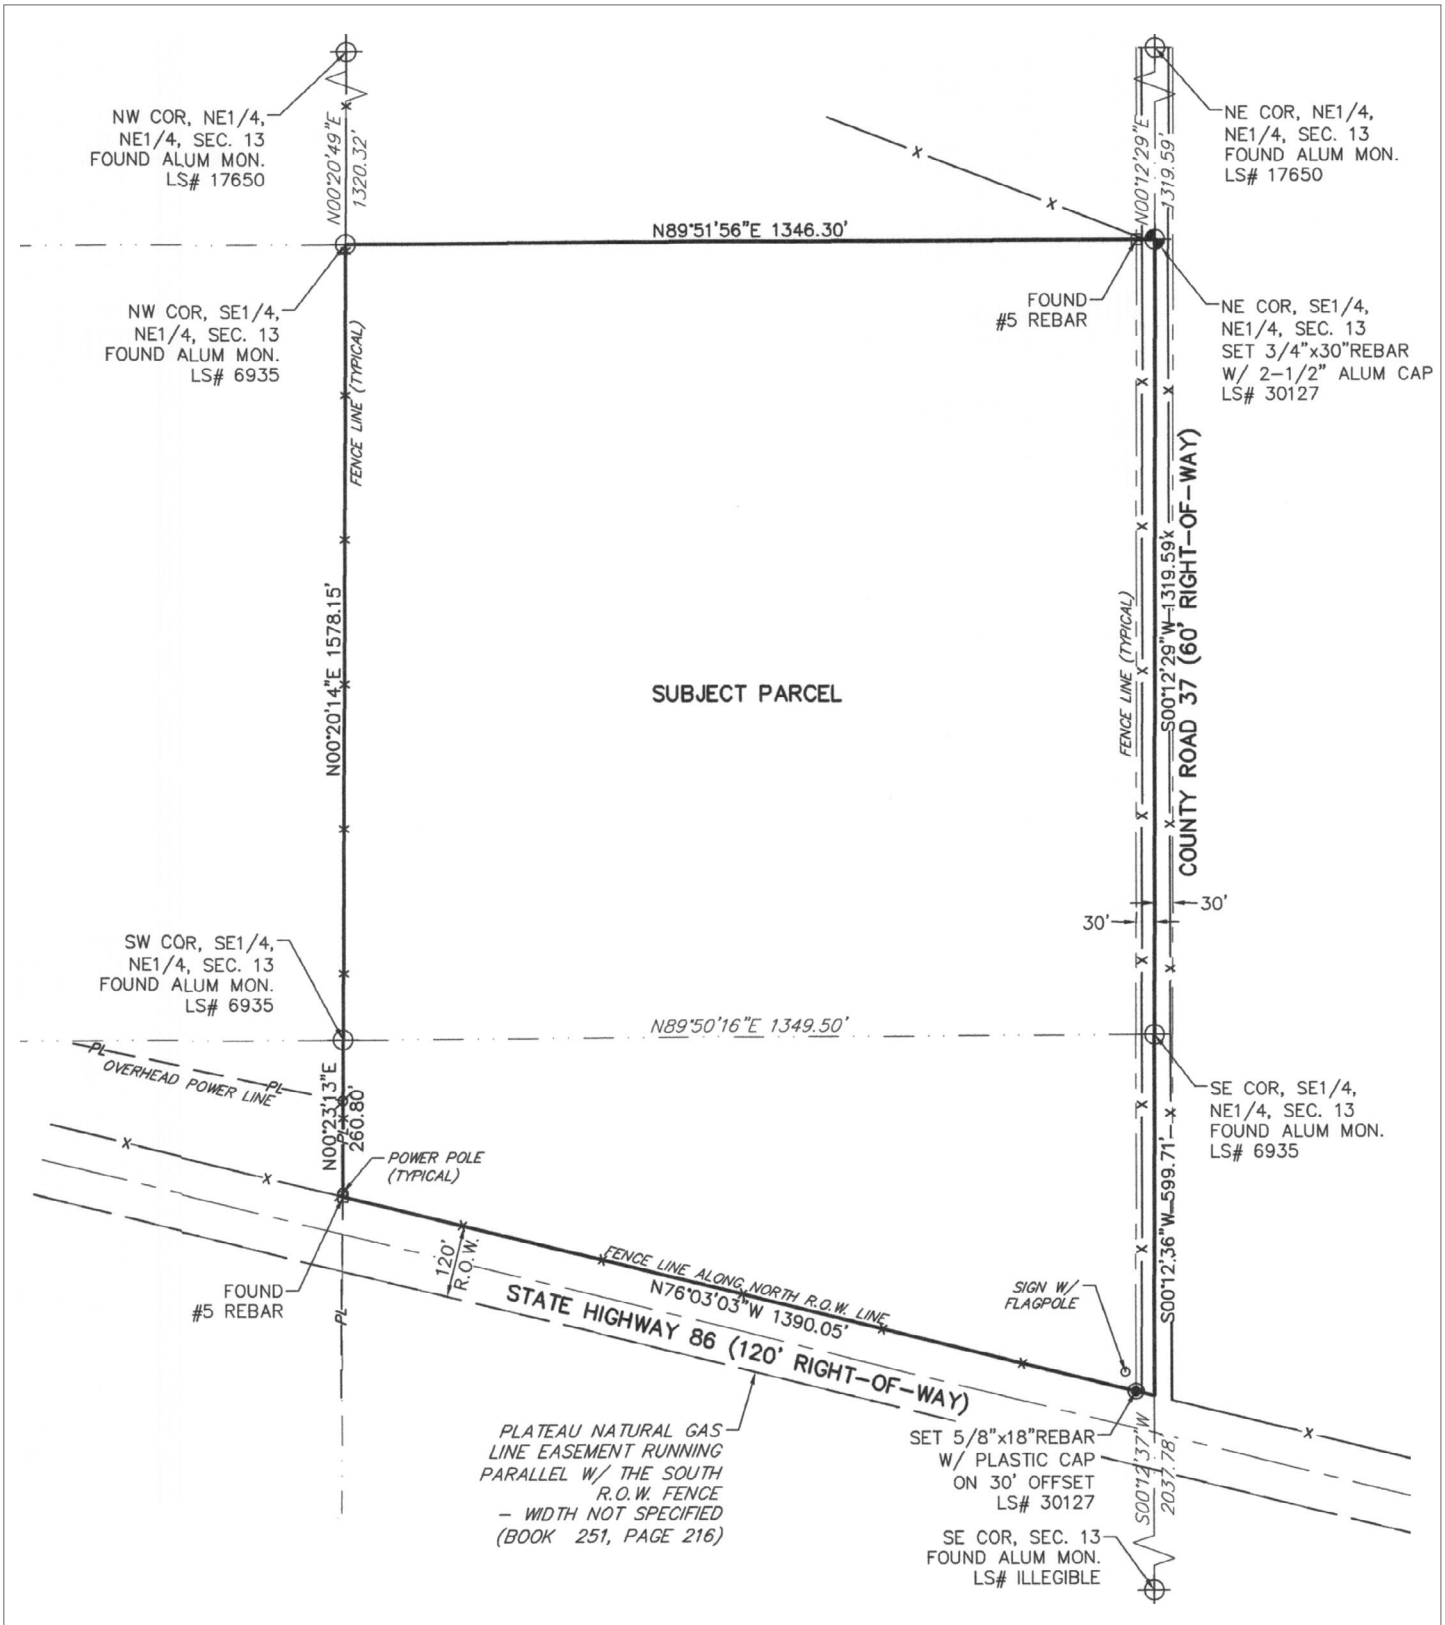 NW COR, NE1/4,
NE1/4, SEC. 13
FOUND ALUM MON.
LS# 17650
N00°20'49"E
1320.32'
N00°12'29"E
1319.59'
NE COR, NE1/4,
NE1/4, SEC. 13
FOUND ALUM MON.
LS# 17650
N89°51'56"E 1346.30'
NW COR, SE1/4,
NE1/4, SEC. 13
FOUND ALUM MON.
LS# 6935
FENCE LINE (TYPICAL)
FOUND
#5 REBAR
NE COR, SE1/4,
NE1/4, SEC. 13
SET 3/4"x30"REBAR
W/ 2-1/2" ALUM CAP
LS# 30127
N00°20'14"E 1578.15'
SUBJECT PARCEL
FENCE LINE (TYPICAL)
S00°12'29"W 1319.59'
COUNTY ROAD 37 (60' RIGHT-OF-WAY)
30'
30'
SW COR, SE1/4,
NE1/4, SEC. 13
FOUND ALUM MON.
LS# 6935
N89°50'16"E 1349.50'
PL
OVERHEAD POWER LINE
PL
N00°23'13"E
260.80'
PL
SE COR, SE1/4,
NE1/4, SEC. 13
FOUND ALUM MON.
LS# 6935
POWER POLE
(TYPICAL)
S00°12'36"W 599.71'
FOUND
#5 REBAR
PL
120'
R.O.W.
FENCE LINE ALONG NORTH R.O.W. LINE
N76°03'03"W 1390.05'
STATE HIGHWAY 86 (120' RIGHT-OF-WAY)
SIGN W/
FLAGPOLE
PLATEAU NATURAL GAS
LINE EASEMENT RUNNING
PARALLEL W/ THE SOUTH
R.O.W. FENCE
- WIDTH NOT SPECIFIED
(BOOK 251, PAGE 216)
SET 5/8"x18"REBAR
W/ PLASTIC CAP
ON 30' OFFSET
LS# 30127
S00°12'37"W
2037.78'
SE COR, SEC. 13
FOUND ALUM MON.
LS# ILLEGIBLE